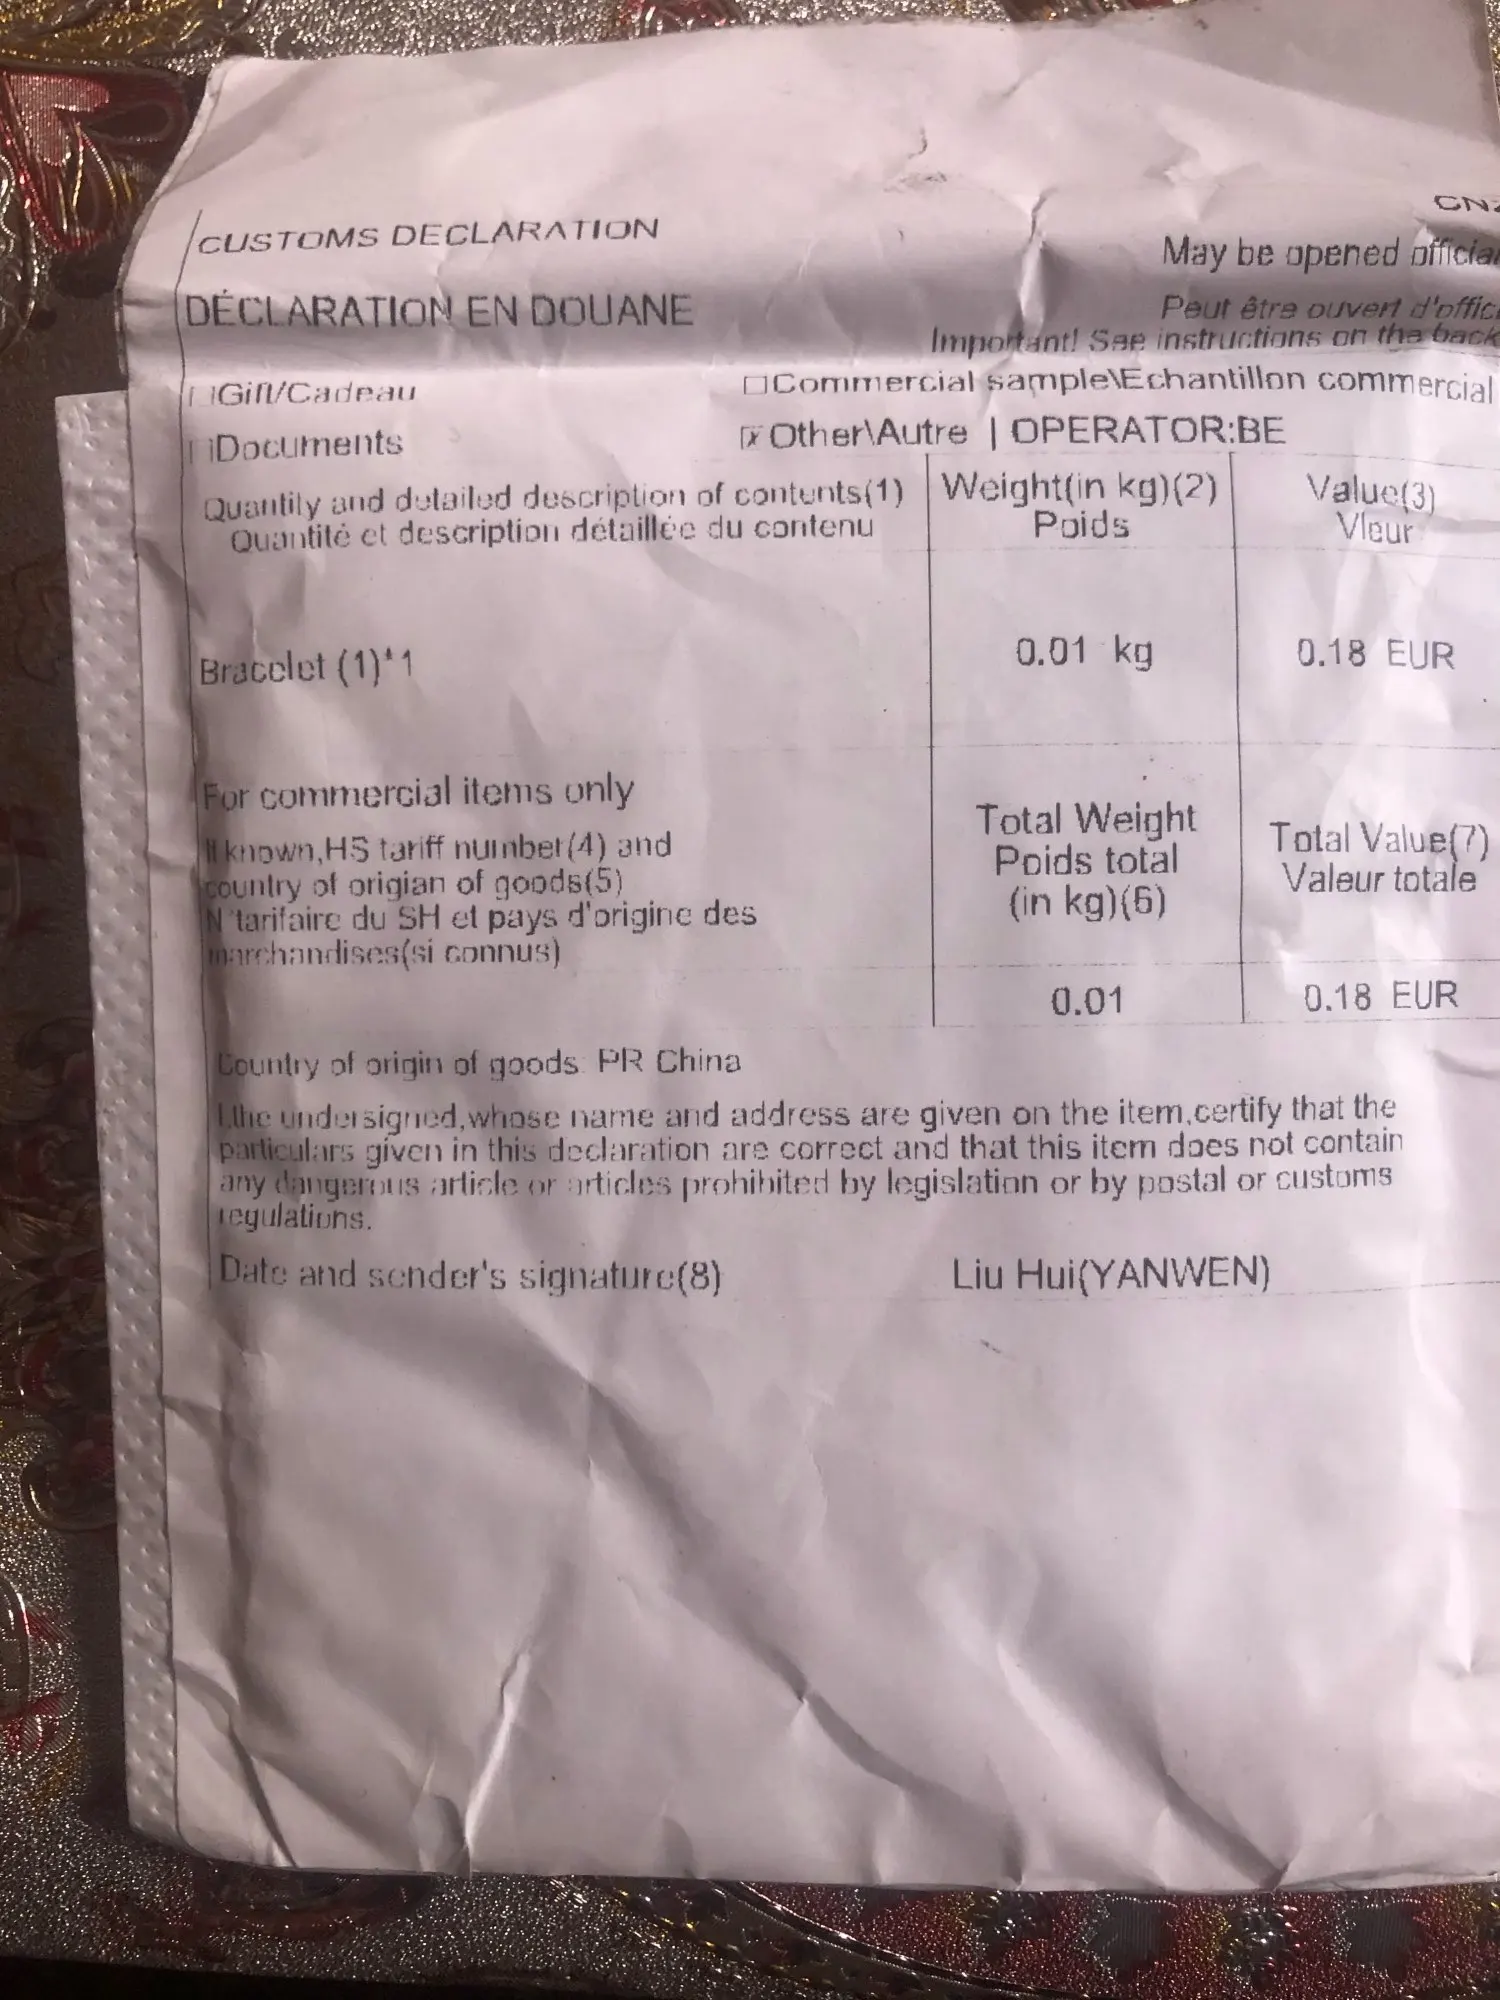 CUSTOMS DECLARATION
CN
May be opened officia
DÉCLARATION EN DOUANE
Peut être ouvert d'offic
Important! See instructions on the back
Gift/Cadeau
Commercial sample\Echantillon commercial
Documents
Other\Autre | OPERATOR:BE
Quantily and detailed description of contents(1)
Quantité et description détaillée du contenu
Weight(in kg)(2)
Poids
Value(3)
Vleur
Bracelet (1)*1
0.01 kg
0.18 EUR
For commercial items only
If known,HS tariff number(4) and
country of origian of goods(5)
N°tarifaire du SH et pays d'origine des
marchandises(si connus)
Total Weight
Poids total
(in kg)(6)
Total Value(7)
Valeur totale
0.01
0.18 EUR
Country of origin of goods: PR China
I,the undersigned,whose name and address are given on the item,certify that the
particulars given in this declaration are correct and that this item does not contain
any dangerous article or articles prohibited by legislation or by postal or customs
regulations.
Date and sender's signature(8)
Liu Hui(YANWEN)